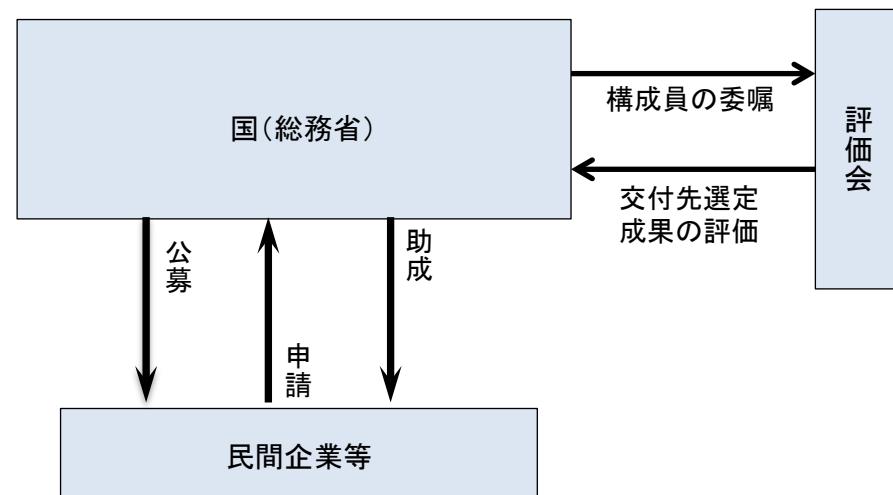 国(総務省)
構成員の委嘱
評価会
交付先選定
成果の評価
公募
申請
助成
民間企業等